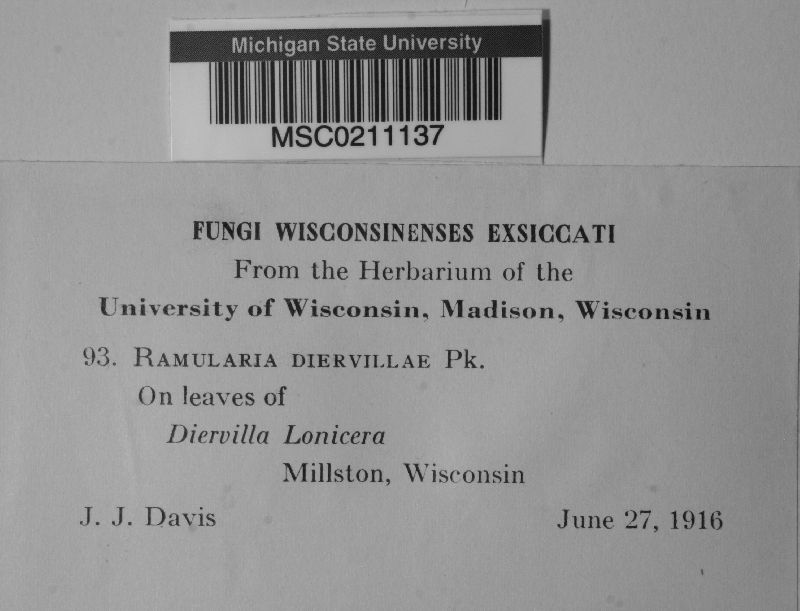 Michigan State University
MSC0211137
FUNGI WISCONSINENSES EXSICCATI
From the Herbarium of the
University of Wisconsin, Madison, Wisconsin
93. RAMULARIA DIERVILLAE Pk.
On leaves of
Diervilla Lonicera
Millston, Wisconsin
J. J. Davis June 27, 1916